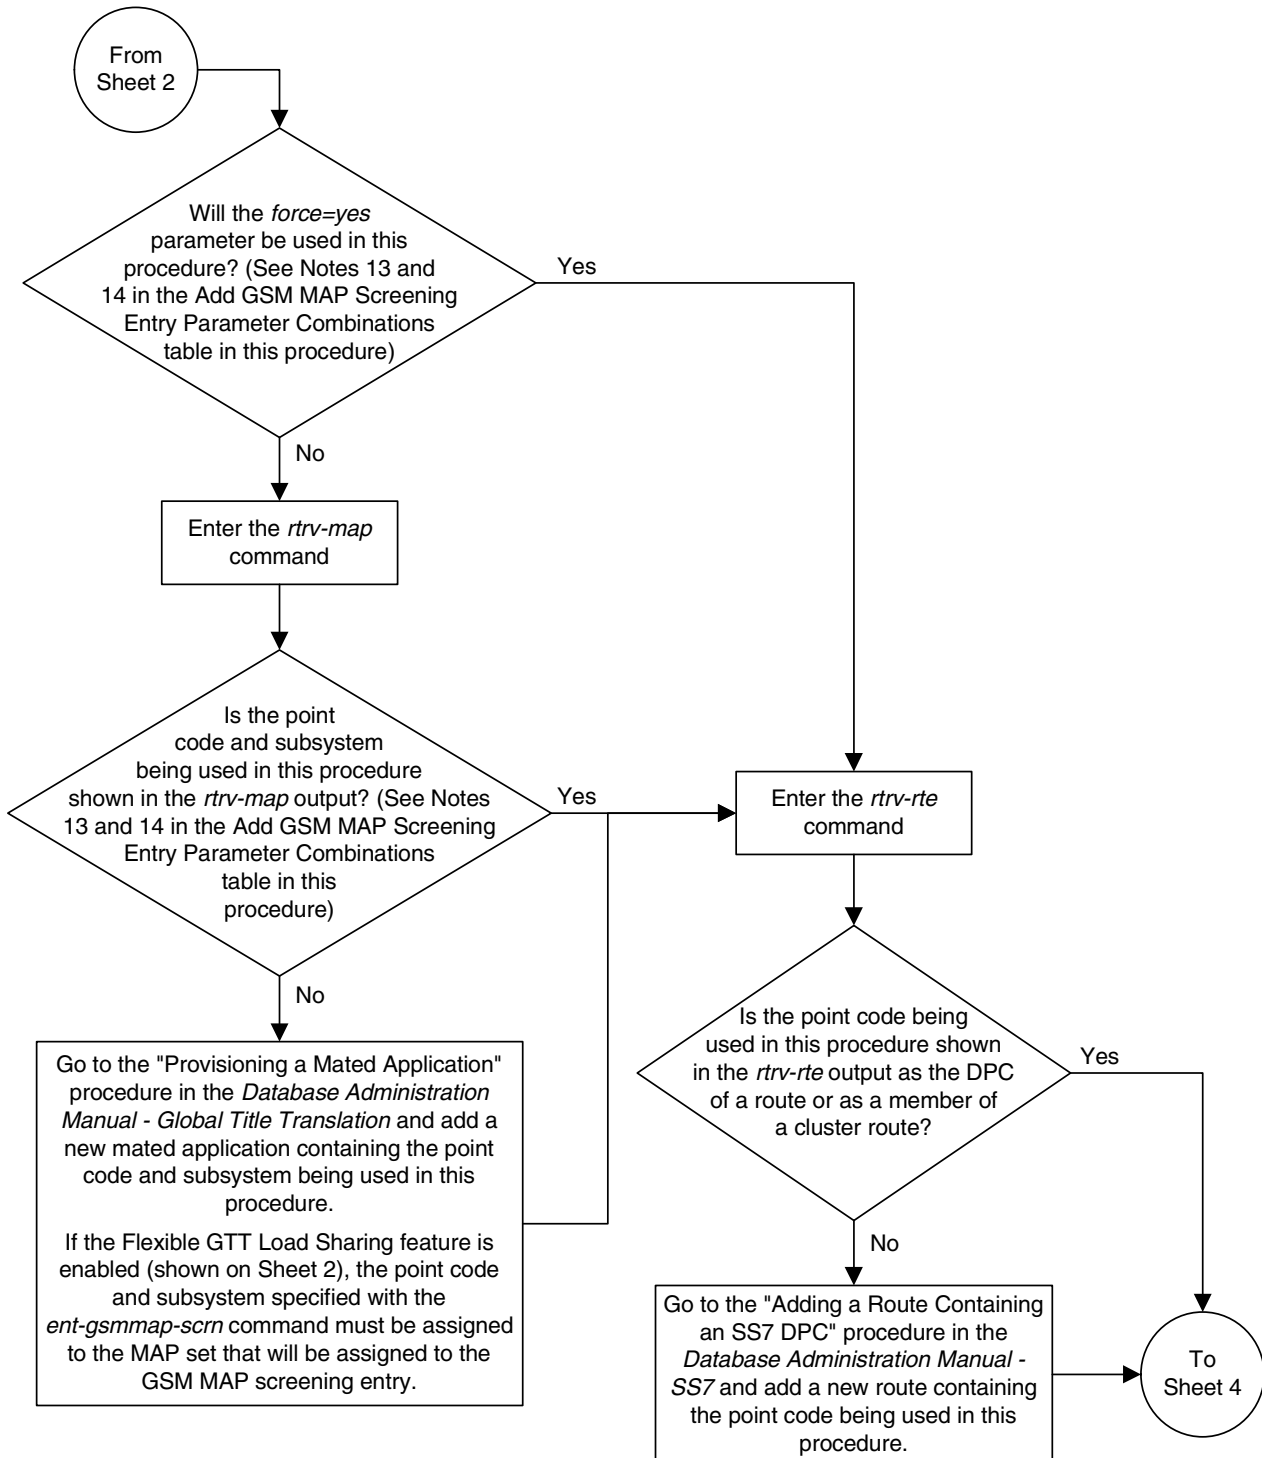 From
Sheet 2
Will the force=yes
parameter be used in this
procedure? (See Notes 13 and
14 in the Add GSM MAP Screening
Entry Parameter Combinations
table in this procedure)
Yes
No
Enter the rtrv-map
command
Is the point
code and subsystem
being used in this procedure
shown in the rtrv-map output? (See Notes
13 and 14 in the Add GSM MAP Screening
Entry Parameter Combinations
table in this
procedure)
Yes
No
Enter the rtrv-rte
command
Go to the "Provisioning a Mated Application"
procedure in the Database Administration
Manual - Global Title Translation and add a
new mated application containing the point
code and subsystem being used in this
procedure.
If the Flexible GTT Load Sharing feature is
enabled (shown on Sheet 2), the point code
and subsystem specified with the
ent-gsmmap-scrn command must be assigned
to the MAP set that will be assigned to the
GSM MAP screening entry.
Is the point code being
used in this procedure shown
in the rtrv-rte output as the DPC
of a route or as a member of
a cluster route?
Yes
No
Go to the "Adding a Route Containing
an SS7 DPC" procedure in the
Database Administration Manual -
SS7 and add a new route containing
the point code being used in this
procedure.
To
Sheet 4